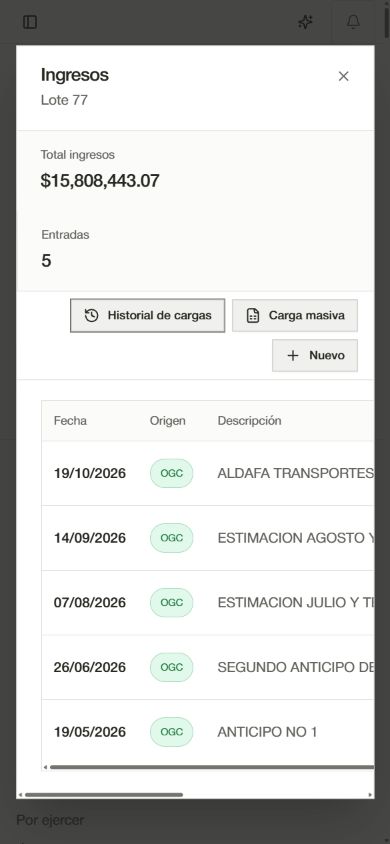 Ingresos
Lote 77
Total ingresos
$15,808,443.07
Entradas
5
Historial de cargas
Carga masiva
Nuevo
Fecha Origen Descripción
19/10/2026 OGC ALDAFA TRANSPORTES
14/09/2026 OGC ESTIMACION AGOSTO Y
07/08/2026 OGC ESTIMACION JULIO Y
26/06/2026 OGC SEGUNDO ANTICIPO DE
19/05/2026 OGC ANTICIPO NO 1
Por ejercer